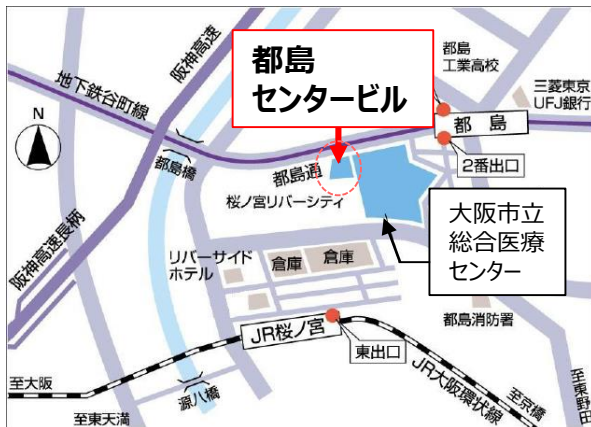 都島
センタービル
都島
工業高校
三菱東京
UFJ銀行
都島
2番出口
阪神高速
地下鉄谷町線
N
都島橋
都島通
桜ノ宮リバーシティ
大阪市立
総合医療
センター
阪神高速長柄
リバーサイド
ホテル
倉庫
倉庫
都島消防署
JR桜ノ宮
東出口
JR大阪環状線
至大阪
源八橋
至東天満
至京橋
至東野田